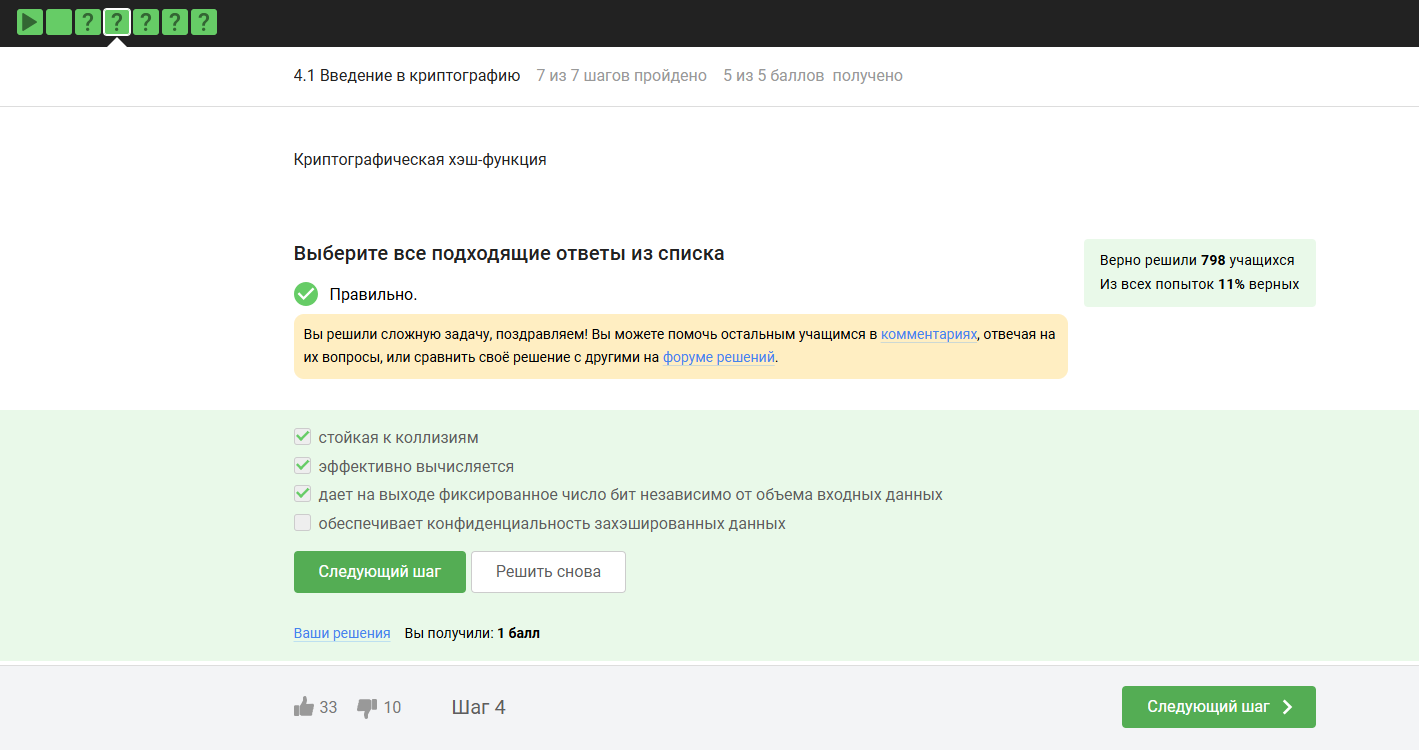 ? ? ? ? ?
4.1 Введение в криптографию 7 из 7 шагов пройдено 5 из 5 баллов получено
Криптографическая хэш-функция
Выберите все подходящие ответы из списка
Верно решили 798 учащихся
Из всех попыток 11% верных
Правильно.
Вы решили сложную задачу, поздравляем! Вы можете помочь остальным учащимся в комментариях, отвечая на
их вопросы, или сравнить своё решение с другими на форуме решений.
стойкая к коллизиям
эффективно вычисляется
дает на выходе фиксированное число бит независимо от объема входных данных
обеспечивает конфиденциальность захэшированных данных
Следующий шаг Решить снова
Ваши решения Вы получили: 1 балл
33 10 Шаг 4 Следующий шаг